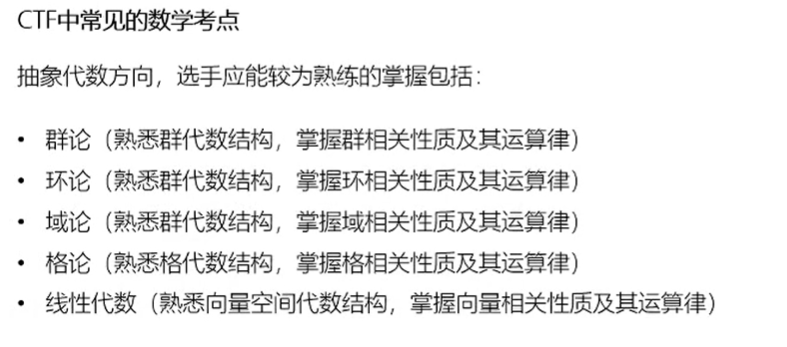 CTF中常见的数学考点
抽象代数方向，选手应能较为熟练的掌握包括：
• 群论（熟悉群代数结构，掌握群相关性质及其运算律）
• 环论（熟悉群代数结构，掌握环相关性质及其运算律）
• 域论（熟悉群代数结构，掌握域相关性质及其运算律）
• 格论（熟悉格代数结构，掌握格相关性质及其运算律）
• 线性代数（熟悉向量空间代数结构，掌握向量相关性质及其运算律）